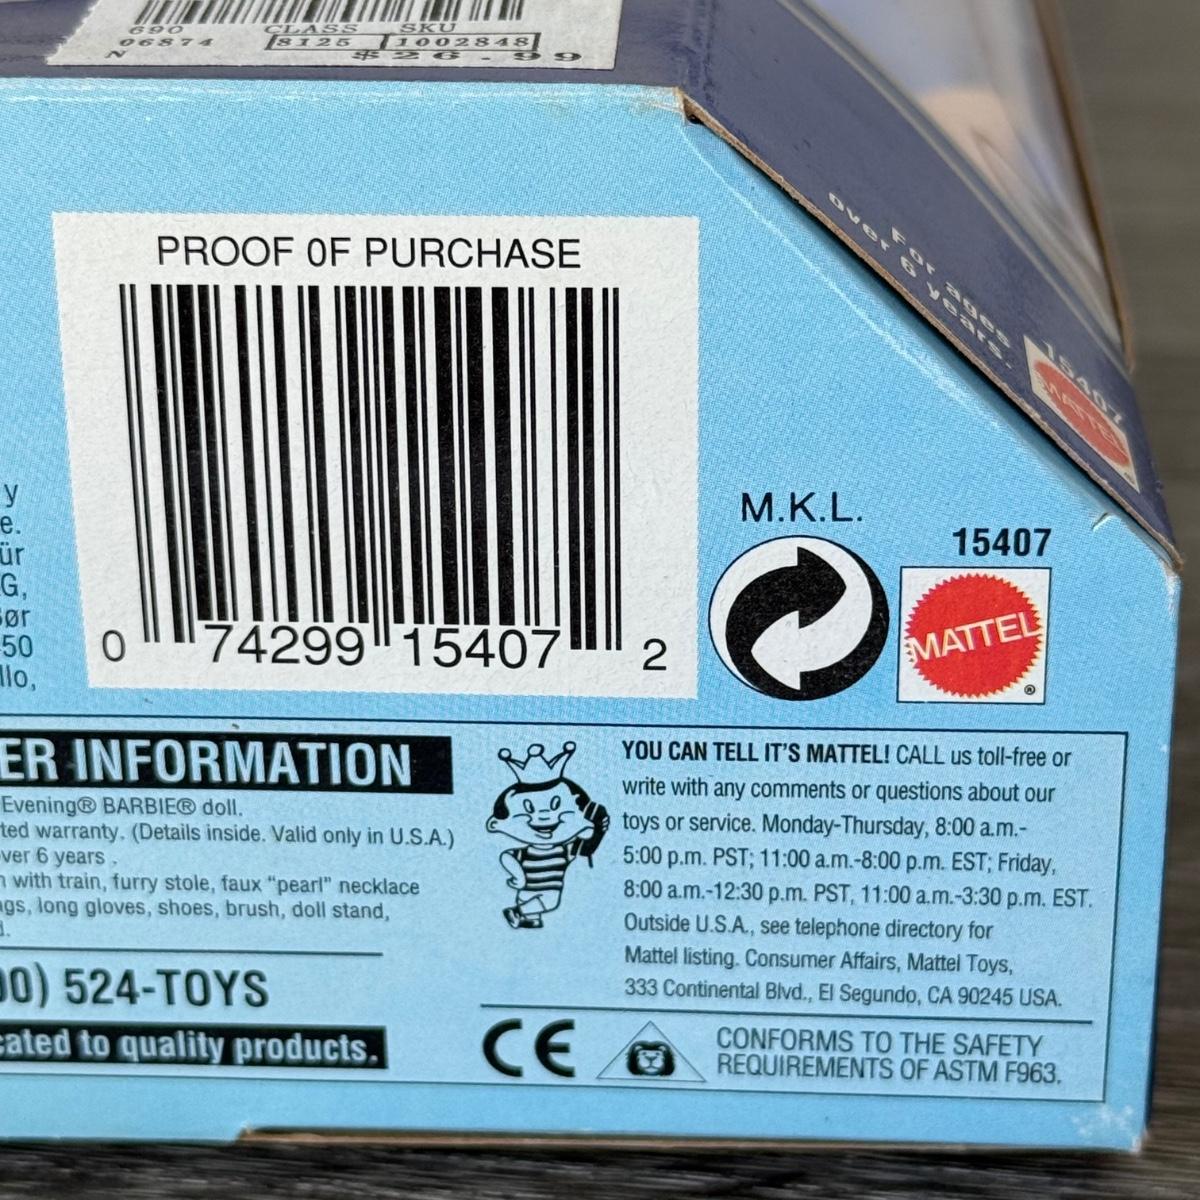 690 CLASS SKU
06874 8125 1002848
N $26.99
For ages
over 6 years.
15407
MATTEL
PROOF 0F PURCHASE
0 74299 15407 2
y
e.
ür
G,
ør
50
llo,
M.K.L.
15407
MATTEL®
ER INFORMATION
Evening® BARBIE® doll.
ted warranty. (Details inside. Valid only in U.S.A.)
ver 6 years .
with train, furry stole, faux "pearl" necklace
gs, long gloves, shoes, brush, doll stand,
d.
00) 524-TOYS
cated to quality products.
YOU CAN TELL IT'S MATTEL! CALL us toll-free or
write with any comments or questions about our
toys or service. Monday-Thursday, 8:00 a.m.-
5:00 p.m. PST; 11:00 a.m.-8:00 p.m. EST; Friday,
8:00 a.m.-12:30 p.m. PST, 11:00 a.m.-3:30 p.m. EST.
Outside U.S.A., see telephone directory for
Mattel listing. Consumer Affairs, Mattel Toys,
333 Continental Blvd., El Segundo, CA 90245 USA.
CE
CONFORMS TO THE SAFETY
REQUIREMENTS OF ASTM F963.